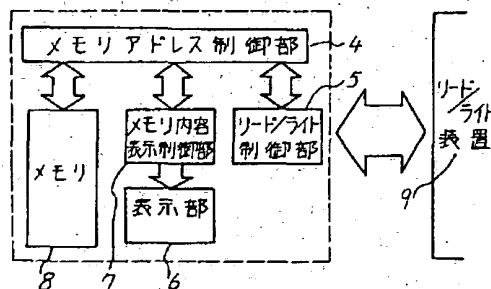 メモリアドレス制御部
4
メモリ
メモリ内容
表示制御部
リード/ライト
制御部
5
表示部
リード/
ライト
装置
9
8
7
6